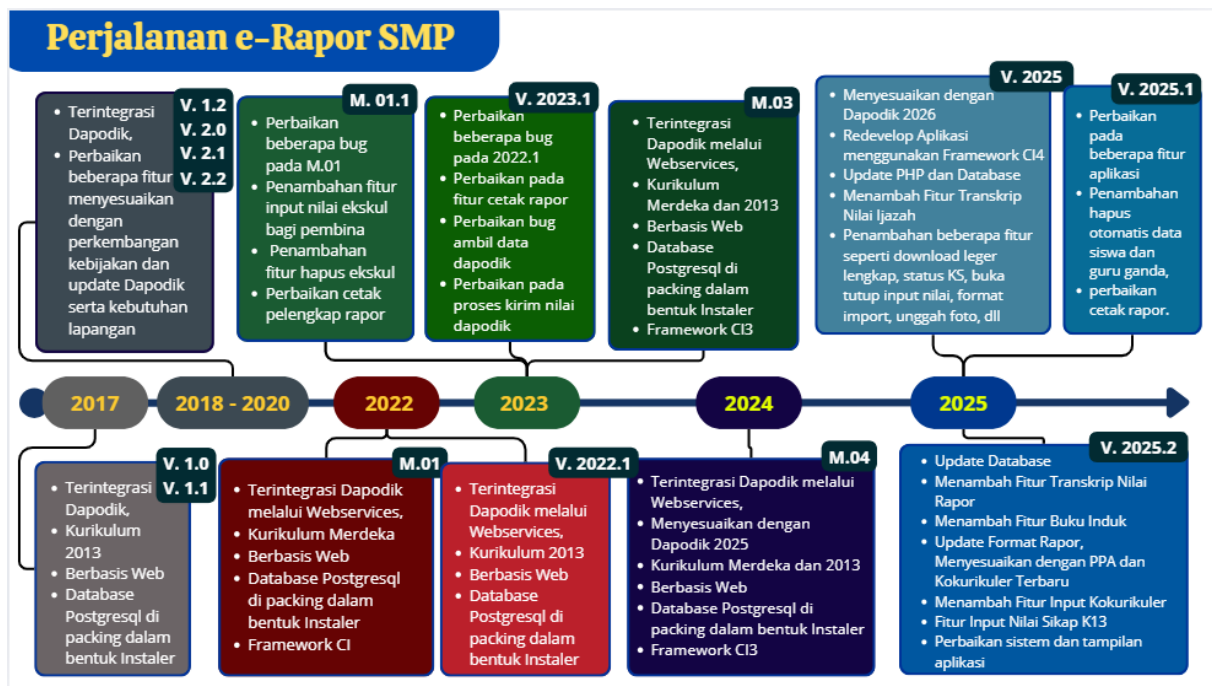 Perjalanan e-Rapor SMP
V. 1.2
V. 2.0
V. 2.1
V. 2.2
• Terintegrasi
Dapodik,
• Perbaikan
beberapa fitur
menyesuaikan
dengan
perkembangan
kebijakan dan
update Dapodik
serta kebutuhan
lapangan
M. 01.1
• Perbaikan
beberapa bug
pada M.01
• Penambahan fitur
input nilai ekskul
bagi pembina
• Penambahan
fitur hapus ekskul
• Perbaikan cetak
pelengkap rapor
V. 2023.1
• Perbaikan
beberapa bug
pada 2022.1
• Perbaikan pada
fitur cetak rapor
• Perbaikan bug
ambil data
dapodik
• Perbaikan pada
proses kirim nilai
dapodik
M.03
• Terintegrasi
Dapodik melalui
Webservices,
• Kurikulum
Merdeka dan 2013
• Berbasis Web
• Database
Postgresql di
packing dalam
bentuk Instaler
• Framework CI3
V. 2025
• Menyesuaikan dengan
Dapodik 2026
• Redevelop Aplikasi
menggunakan Framework CI4
• Update PHP dan Database
• Menambah Fitur Transkrip
Nilai Ijazah
• Penambahan beberapa fitur
seperti download leger
lengkap, status KS, buka
tutup input nilai, format
import, unggah foto, dll
V. 2025.1
• Perbaikan
pada
beberapa fitur
aplikasi
• Penambahan
hapus
otomatis data
siswa dan
guru ganda,
• perbaikan
cetak rapor.
2017
2018 - 2020
2022
2023
2024
2025
V. 1.0
V. 1.1
• Terintegrasi
Dapodik,
• Kurikulum
2013
• Berbasis Web
• Database
Postgresql di
packing dalam
bentuk Instaler
M.01
• Terintegrasi Dapodik
melalui Webservices,
• Kurikulum Merdeka
• Berbasis Web
• Database Postgresql
di packing dalam
bentuk Instaler
• Framework CI
V. 2022.1
• Terintegrasi
Dapodik melalui
Webservices,
• Kurikulum 2013
• Berbasis Web
• Database
Postgresql di
packing dalam
bentuk Instaler
M.04
• Terintegrasi Dapodik melalui
Webservices,
• Menyesuaikan dengan
Dapodik 2025
• Kurikulum Merdeka dan 2013
• Berbasis Web
• Database Postgresql di
packing dalam bentuk Instaler
• Framework CI3
V. 2025.2
• Update Database
• Menambah Fitur Transkrip Nilai
Rapor
• Menambah Fitur Buku Induk
• Update Format Rapor,
Menyesuaikan dengan PPA dan
Kokurikuler Terbaru
• Menambah Fitur Input Kokurikuler
• Fitur Input Nilai Sikap K13
• Perbaikan sistem dan tampilan
aplikasi